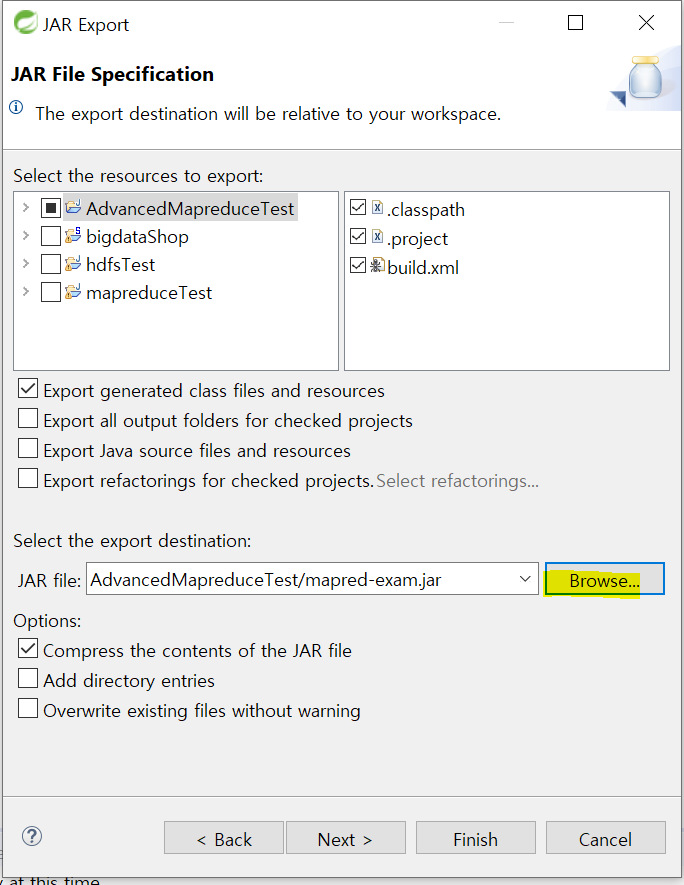 JAR Export
JAR File Specification
The export destination will be relative to your workspace.
Select the resources to export:
AdvancedMapreduceTest
bigdataShop
hdfsTest
mapreduceTest
.classpath
.project
build.xml
Export generated class files and resources
Export all output folders for checked projects
Export Java source files and resources
Export refactorings for checked projects. Select refactorings...
Select the export destination:
JAR file: AdvancedMapreduceTest/mapred-exam.jar Browse...
Options:
Compress the contents of the JAR file
Add directory entries
Overwrite existing files without warning
? < Back Next > Finish Cancel
at this time